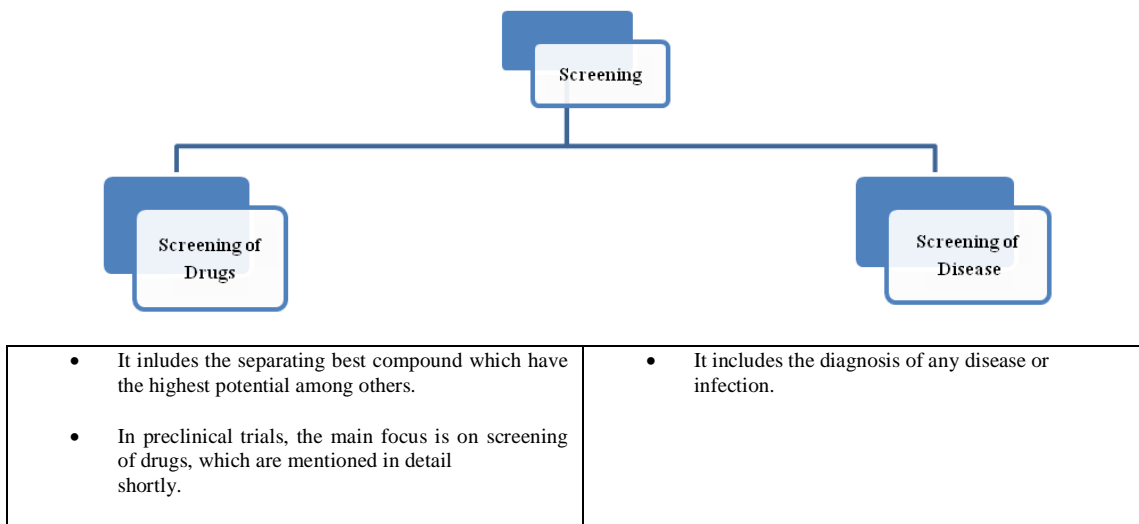 Screening
Screening of
Drugs
Screening of
Disease
• It inludes the separating best compound which have
the highest potential among others.
• In preclinical trials, the main focus is on screening
of drugs, which are mentioned in detail
shortly.
• It includes the diagnosis of any disease or
infection.